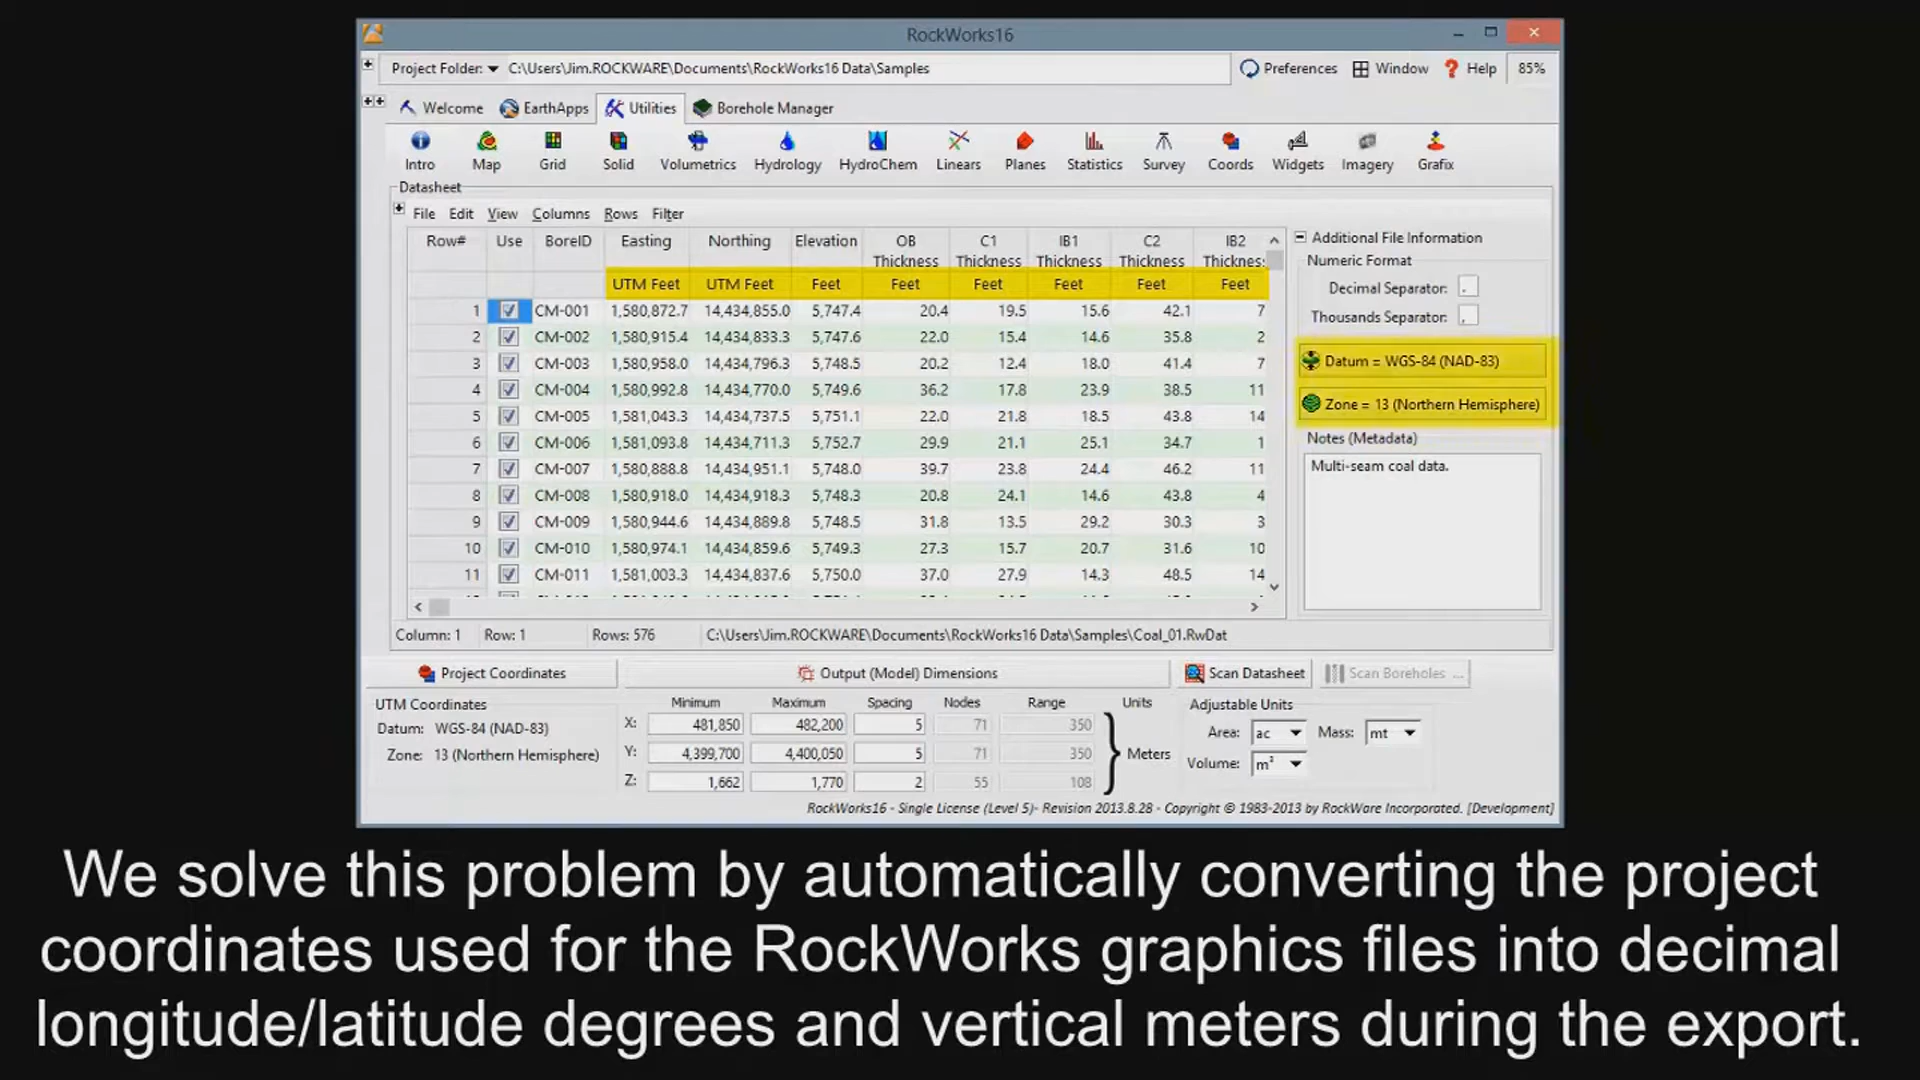 RockWorks16
Project Folder: C:\Users\Jim.ROCKWARE\Documents\RockWorks16 Data\Samples Preferences Window Help 85%
Welcome EarthApps Utilities Borehole Manager
Intro Map Grid Solid Volumetrics Hydrology HydroChem Linears Planes Statistics Survey Coords Widgets Imagery Grafix
Datasheet
File Edit View Columns Rows Filter
Row# Use BoreID Easting Northing Elevation OB C1 IB1 C2 IB2
Thickness Thickness Thickness Thickness Thicknes
UTM Feet UTM Feet Feet Feet Feet Feet Feet Feet
1 CM-001 1,580,872.7 14,434,855.0 5,747.4 20.4 19.5 15.6 42.1 7
2 CM-002 1,580,915.4 14,434,833.3 5,747.6 22.0 15.4 14.6 35.8 2
3 CM-003 1,580,958.0 14,434,796.3 5,748.5 20.2 12.4 18.0 41.4 7
4 CM-004 1,580,992.8 14,434,770.0 5,749.6 36.2 17.8 23.9 38.5 11
5 CM-005 1,581,043.3 14,434,737.5 5,751.1 22.0 21.8 18.5 43.8 14
6 CM-006 1,581,093.8 14,434,711.3 5,752.7 29.9 21.1 25.1 34.7 1
7 CM-007 1,580,888.8 14,434,951.1 5,748.0 39.7 23.8 24.4 46.2 11
8 CM-008 1,580,918.0 14,434,918.3 5,748.3 20.8 24.1 14.6 43.8 4
9 CM-009 1,580,944.6 14,434,889.8 5,748.5 31.8 13.5 29.2 30.3 3
10 CM-010 1,580,974.1 14,434,859.6 5,749.3 27.3 15.7 20.7 31.6 10
11 CM-011 1,581,003.3 14,434,837.6 5,750.0 37.0 27.9 14.3 48.5 14
Additional File Information
Numeric Format
Decimal Separator: .
Thousands Separator: ,
Datum = WGS-84 (NAD-83)
Zone = 13 (Northern Hemisphere)
Notes (Metadata)
Multi-seam coal data.
Column: 1 Row: 1 Rows: 576 C:\Users\Jim.ROCKWARE\Documents\RockWorks16 Data\Samples\Coal_01.RwDat
Project Coordinates Output (Model) Dimensions Scan Datasheet Scan Boreholes ...
UTM Coordinates
Datum: WGS-84 (NAD-83)
Zone: 13 (Northern Hemisphere)
Minimum Maximum Spacing Nodes Range Units
X: 481,850 482,200 5 71 350
Y: 4,399,700 4,400,050 5 71 350 Meters
Z: 1,662 1,770 2 55 108
Adjustable Units
Area: ac Mass: mt
Volume: m³
RockWorks16 - Single License (Level 5)- Revision 2013.8.28 - Copyright © 1983-2013 by RockWare Incorporated. [Development]
We solve this problem by automatically converting the project
coordinates used for the RockWorks graphics files into decimal
longitude/latitude degrees and vertical meters during the export.